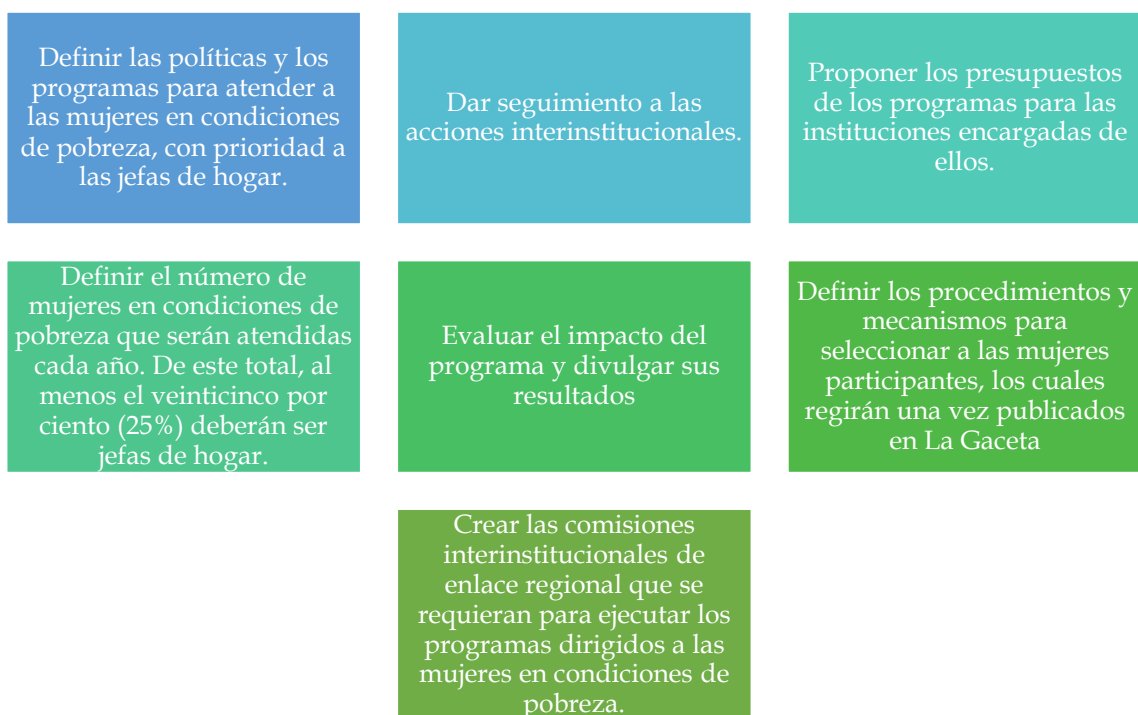 Definir las políticas y los
programas para atender a
las mujeres en condiciones
de pobreza, con prioridad a
las jefas de hogar.
Dar seguimiento a las
acciones interinstitucionales.
Proponer los presupuestos
de los programas para las
instituciones encargadas de
ellos.
Definir el número de
mujeres en condiciones de
pobreza que serán atendidas
cada año. De este total, al
menos el veinticinco por
ciento (25%) deberán ser
jefas de hogar.
Evaluar el impacto del
programa y divulgar sus
resultados
Definir los procedimientos y
mecanismos para
seleccionar a las mujeres
participantes, los cuales
regirán una vez publicados
en La Gaceta
Crear las comisiones
interinstitucionales de
enlace regional que se
requieran para ejecutar los
programas dirigidos a las
mujeres en condiciones de
pobreza.